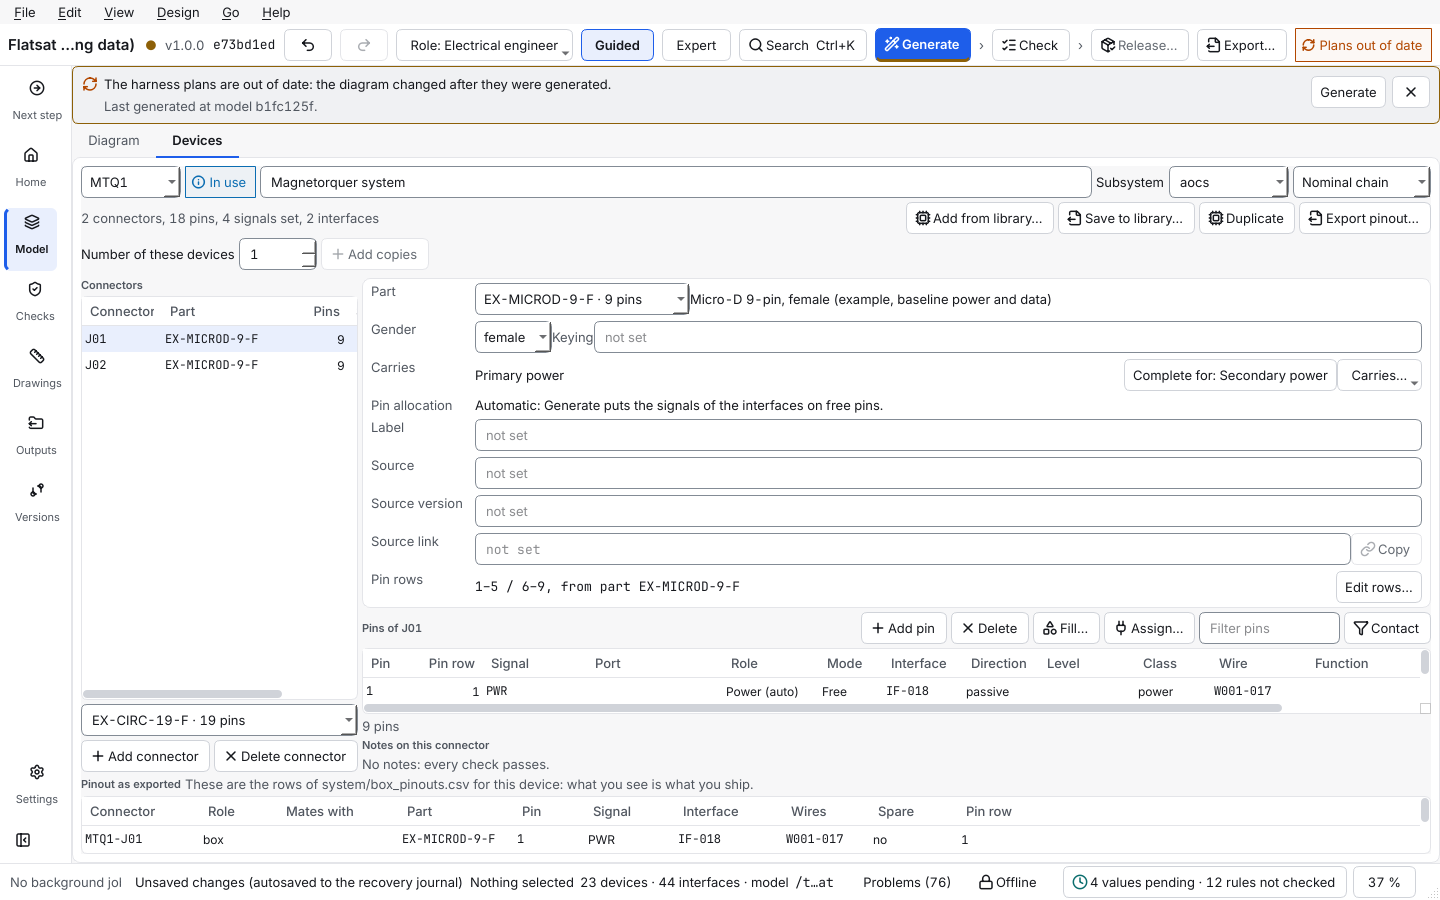 File Edit View Design Go Help
Flatsat ...ng data) v1.0.0 e73bd1ed Role: Electrical engineer Guided Expert Search Ctrl+K Generate › Check › Release... Export... Plans out of date
The harness plans are out of date: the diagram changed after they were generated.
Last generated at model b1fc125f.
Generate
Next step
Home
Model
Checks
Drawings
Outputs
Versions
Settings
Diagram Devices
MTQ1 In use Magnetorquer system Subsystem aocs Nominal chain
2 connectors, 18 pins, 4 signals set, 2 interfaces Add from library... Save to library... Duplicate Export pinout...
Number of these devices 1 + Add copies
Connectors
Connector Part Pins
J01 EX-MICROD-9-F 9
J02 EX-MICROD-9-F 9
EX-CIRC-19-F · 19 pins
+ Add connector × Delete connector
Part EX-MICROD-9-F · 9 pins Micro-D 9-pin, female (example, baseline power and data)
Gender female Keying not set
Carries Primary power Complete for: Secondary power Carries...
Pin allocation Automatic: Generate puts the signals of the interfaces on free pins.
Label not set
Source not set
Source version not set
Source link not set Copy
Pin rows 1–5 / 6–9, from part EX-MICROD-9-F Edit rows...
Pins of J01 + Add pin × Delete Fill... Assign... Filter pins Contact
Pin Pin row Signal Port Role Mode Interface Direction Level Class Wire Function
1 1 PWR Power (auto) Free IF-018 passive power W001-017
9 pins
Notes on this connector
No notes: every check passes.
Pinout as exported These are the rows of system/box_pinouts.csv for this device: what you see is what you ship.
Connector Role Mates with Part Pin Signal Interface Wires Spare Pin row
MTQ1-J01 box EX-MICROD-9-F 1 PWR IF-018 W001-017 no 1
No background jol Unsaved changes (autosaved to the recovery journal) Nothing selected 23 devices · 44 interfaces · model /t…at Problems (76) Offline 4 values pending · 12 rules not checked 37 %